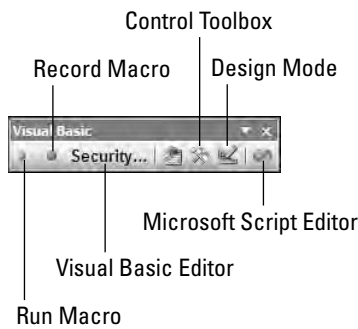 Control Toolbox
Record Macro
Design Mode
Visual Basic
Security...
Microsoft Script Editor
Visual Basic Editor
Run Macro